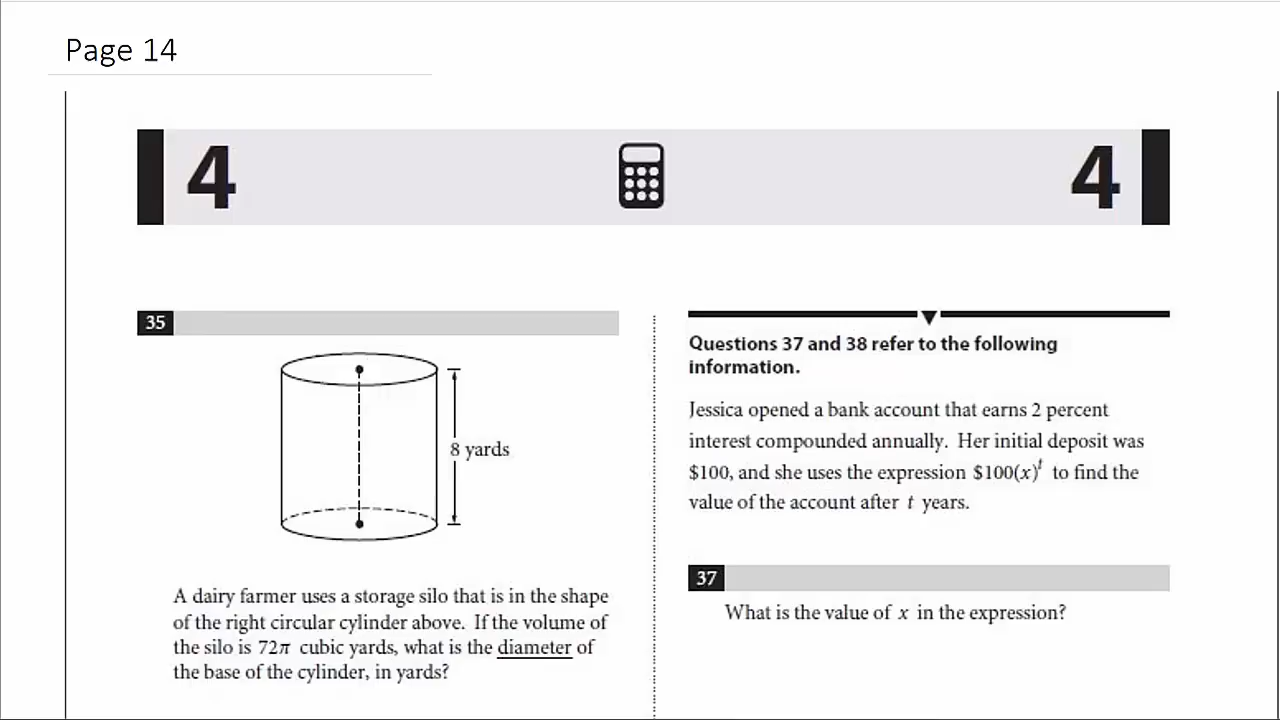 Page 14
4 4
35
8 yards
A dairy farmer uses a storage silo that is in the shape
of the right circular cylinder above. If the volume of
the silo is 72π cubic yards, what is the diameter of
the base of the cylinder, in yards?
Questions 37 and 38 refer to the following
information.
Jessica opened a bank account that earns 2 percent
interest compounded annually. Her initial deposit was
$100, and she uses the expression $100(x)^t to find the
value of the account after t years.
37
What is the value of x in the expression?